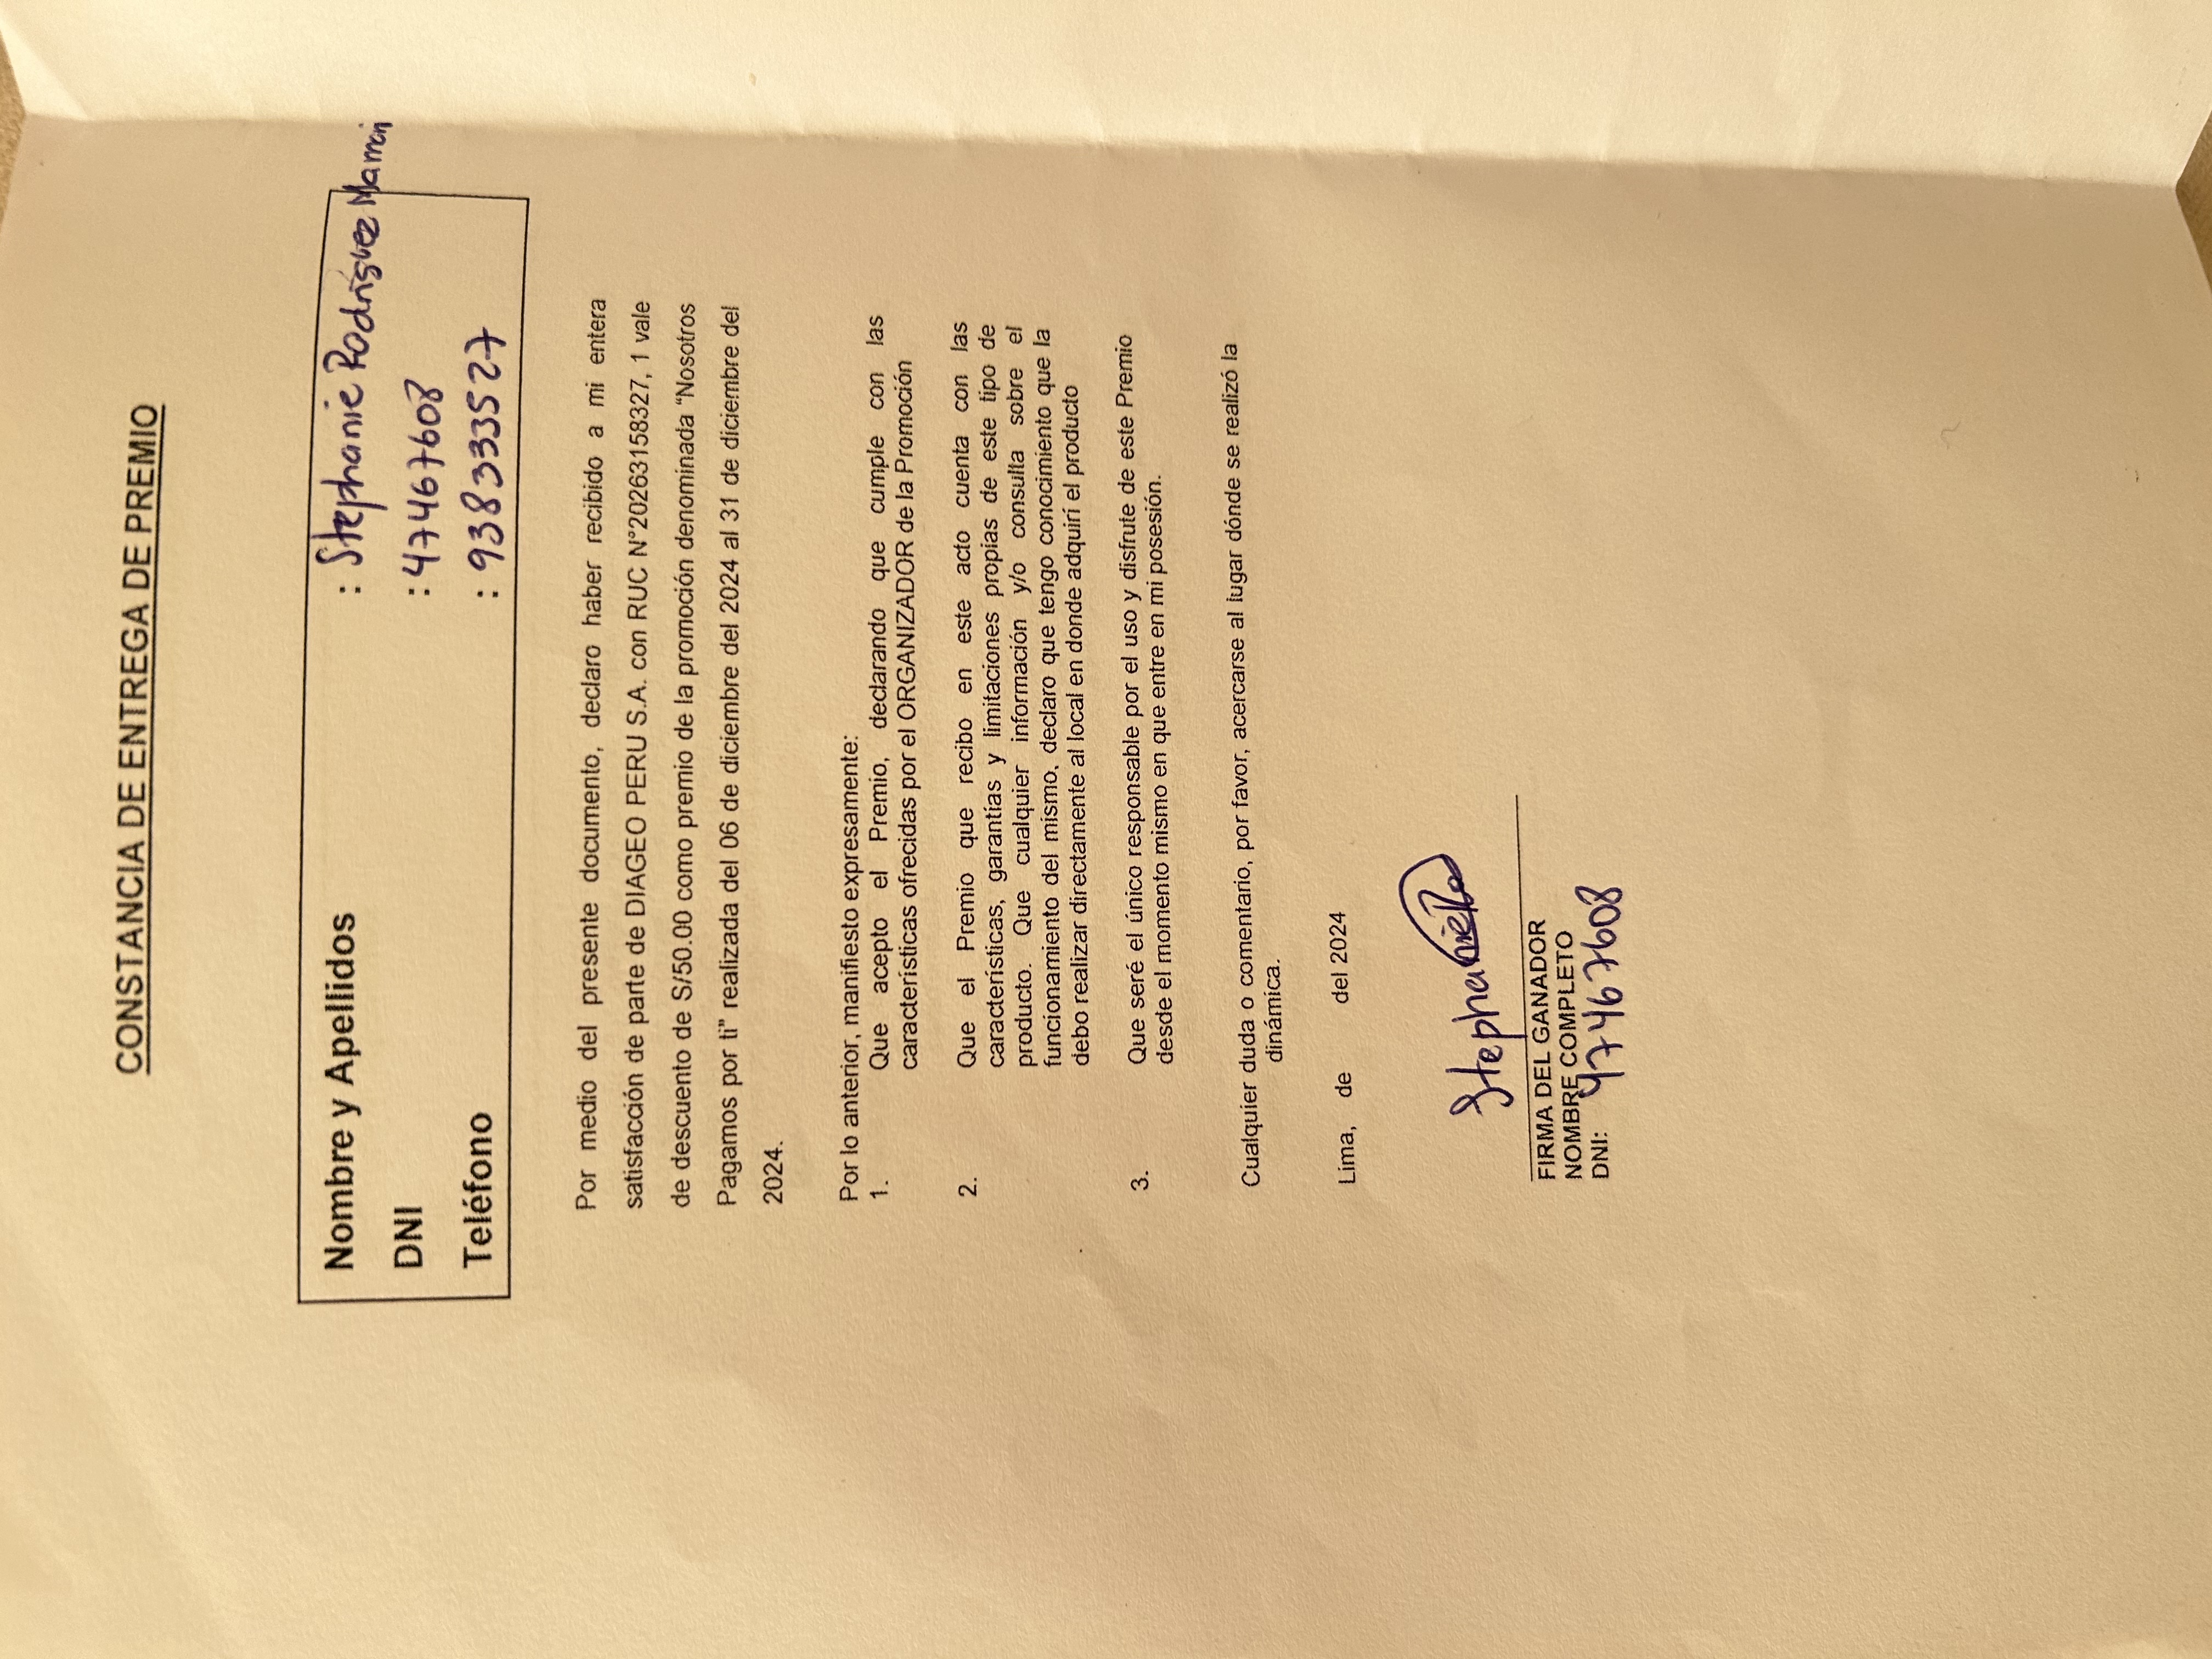 CONSTANCIA DE ENTREGA DE PREMIO
Nombre y Apellidos : Stephanie Rodríguez
DNI : 47467608
Teléfono : 938333527
Por medio del presente documento, declaro haber recibido a mi entera
satisfacción de parte de DIAGEO PERU S.A. con RUC N°20263158327, 1 vale
de descuento de S/50.00 como premio de la promoción denominada “Nosotros
Pagamos por ti” realizada del 06 de diciembre del 2024 al 31 de diciembre del
2024.
Por lo anterior, manifiesto expresamente:
1. Que acepto el Premio, declarando que cumple con las
características ofrecidas por el ORGANIZADOR de la Promoción
2. Que el Premio que recibo en este acto cuenta con las
características, garantías y limitaciones propias de este tipo de
producto. Que cualquier información y/o consulta sobre el
funcionamiento del mismo, declaro que tengo conocimiento que la
debo realizar directamente al local en donde adquirí el producto
3. Que seré el único responsable por el uso y disfrute de este Premio
desde el momento mismo en que entre en mi posesión.
Cualquier duda o comentario, por favor, acercarse al lugar dónde se realizó la
dinámica.
Lima, de del 2024
StephanieRo
FIRMA DEL GANADOR
NOMBRE COMPLETO
DNI: 47467608